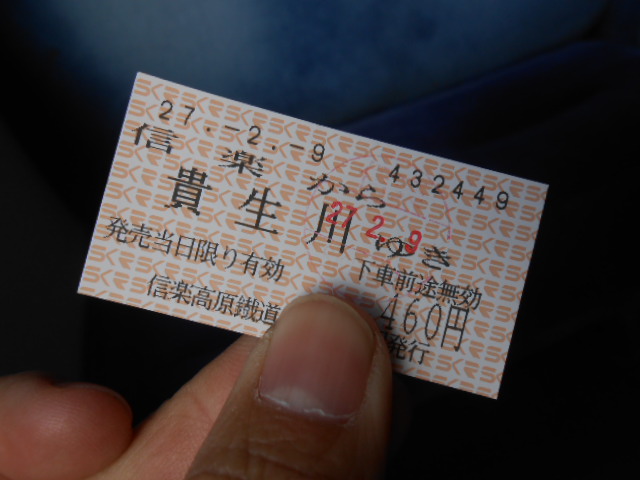 27.-2.-9 432449
信楽から
貴生川ゆき
27.2.-9
発売当日限り有効 下車前途無効
信楽高原鐵道 460円
発行